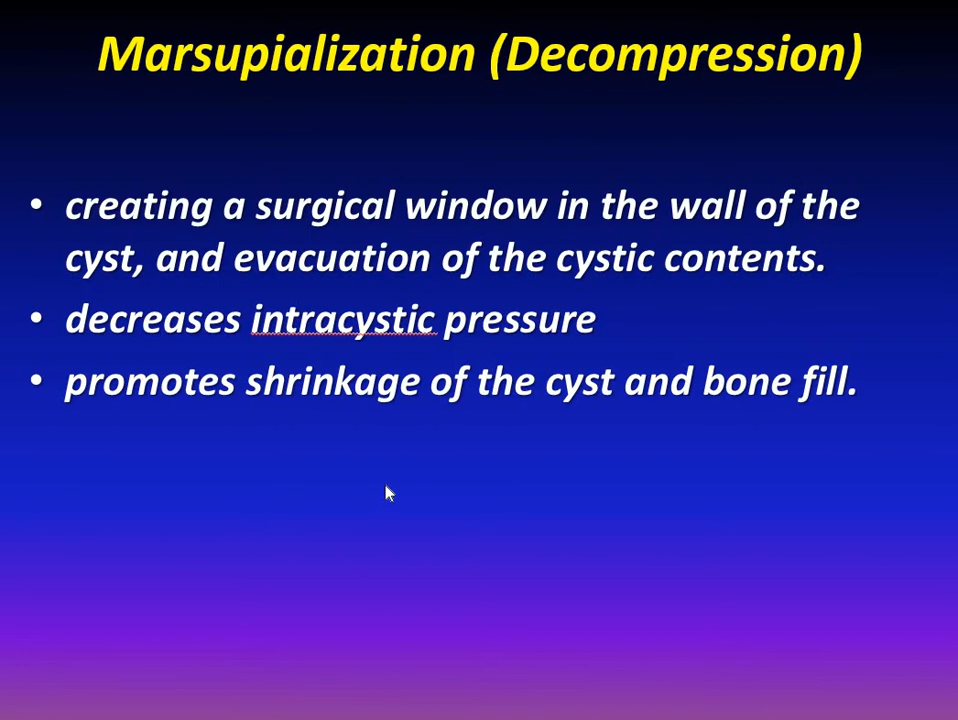 Marsupialization (Decompression)
• creating a surgical window in the wall of the
cyst, and evacuation of the cystic contents.
• decreases intracystic pressure
• promotes shrinkage of the cyst and bone fill.